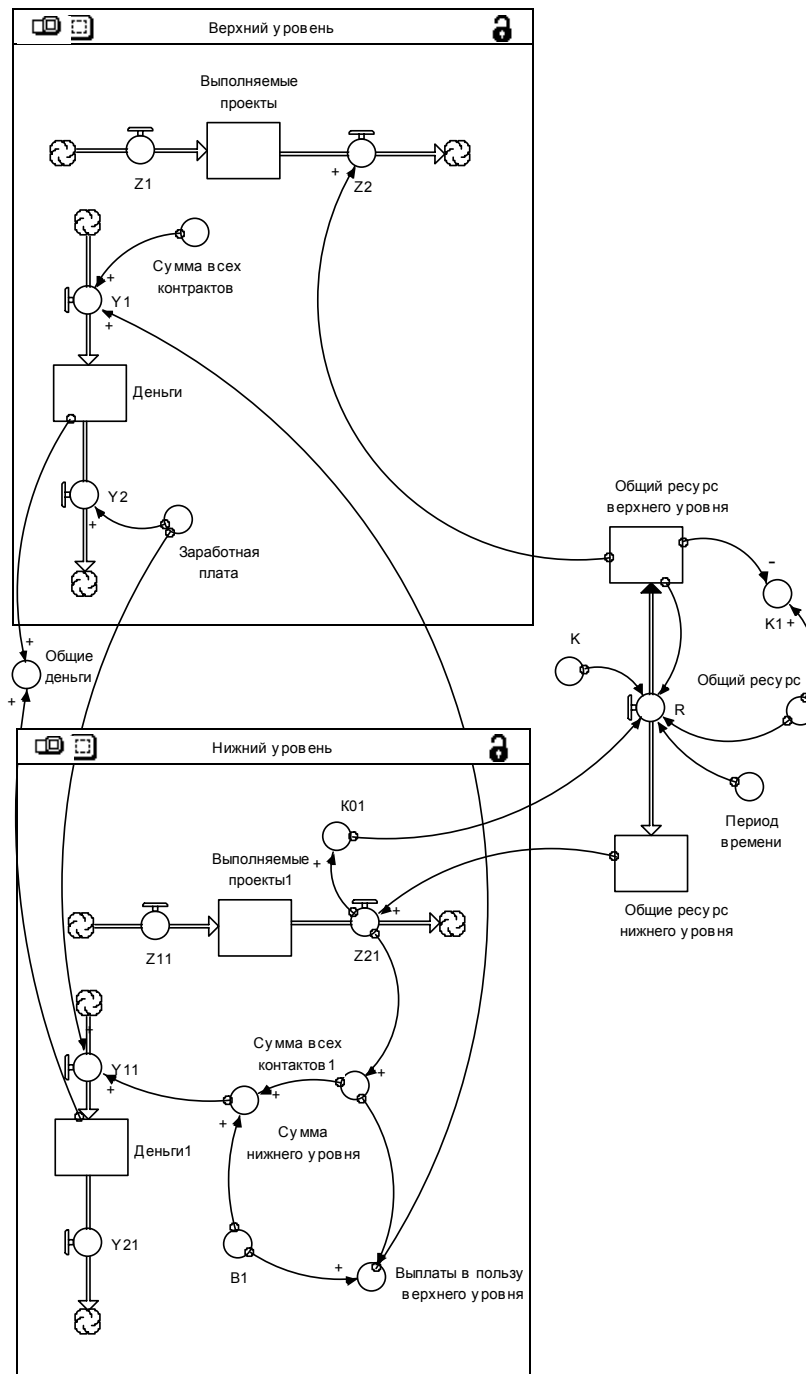 Верхний уровень
Выполняемые
проекты
Z1
Z2
+
Сумма всех
контрактов
+
Y1
+
Деньги
Y2
+
Заработная
плата
Общий ресурс
верхнего уровня
-
K1
+
K
Общий ресурс
R
Период
времени
Общие ресурс
нижнего уровня
+
Общие
деньги
+
Нижний уровень
K01
+
Выполняемые
проекты1
+
Z11
Z21
+
Y11
+
Сумма всех
контактов1
+
+
+
Сумма
нижнего уровня
Деньги1
Y21
B1
+
Выплаты в пользу
верхнего уровня